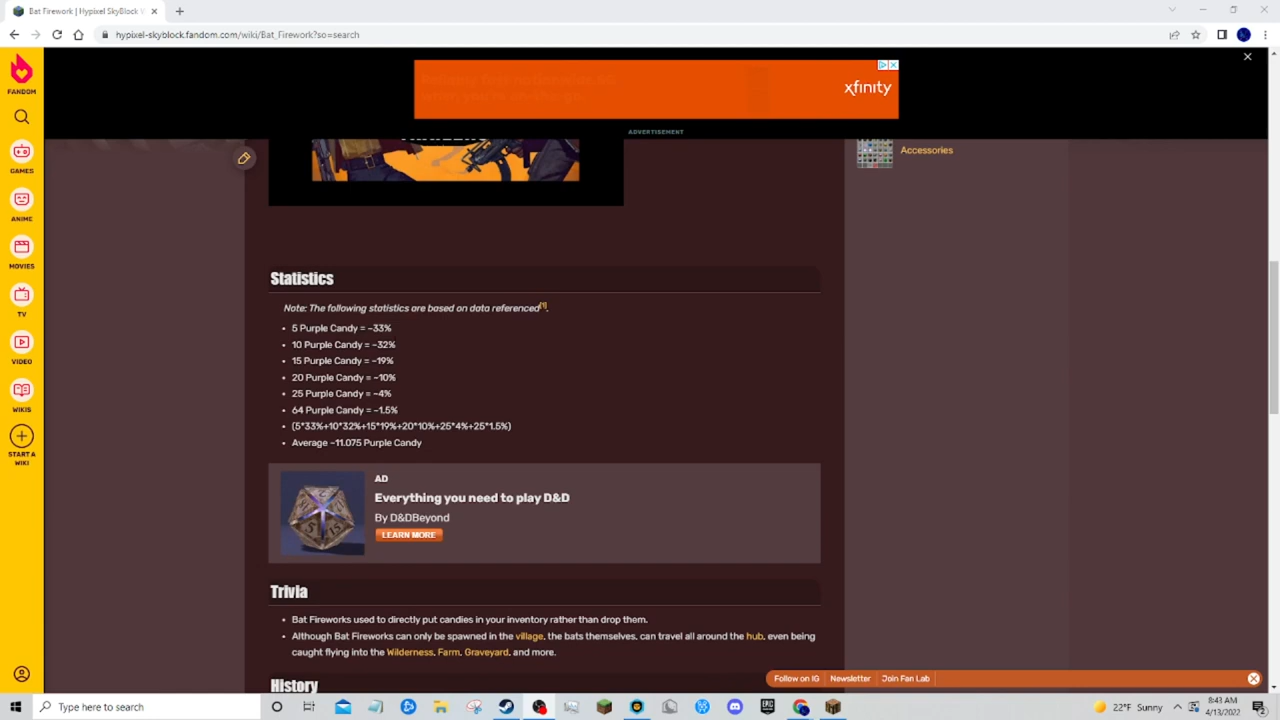 Bat Firework | Hypixel SkyBlock W
hypixel-skyblock.fandom.com/wiki/Bat_Firework?so=search
FANDOM
GAMES
ANIME
MOVIES
TV
VIDEO
WIKIS
START A
WIKI
xfinity
ADVERTISEMENT
Accessories
Statistics
Note: The following statistics are based on data referenced[1].
• 5 Purple Candy = ~33%
• 10 Purple Candy = ~32%
• 15 Purple Candy = ~19%
• 20 Purple Candy = ~10%
• 25 Purple Candy = ~4%
• 64 Purple Candy = ~1.5%
• (5*33%+10*32%+15*19%+20*10%+25*4%+25*1.5%)
• Average ~11.075 Purple Candy
AD
Everything you need to play D&D
By D&DBeyond
LEARN MORE
Trivia
• Bat Fireworks used to directly put candies in your inventory rather than drop them.
• Although Bat Fireworks can only be spawned in the village, the bats themselves, can travel all around the hub, even being
caught flying into the Wilderness, Farm, Graveyard, and more.
History
Follow on IG
Newsletter
Join Fan Lab
Type here to search
22°F Sunny
8:43 AM
4/13/2022